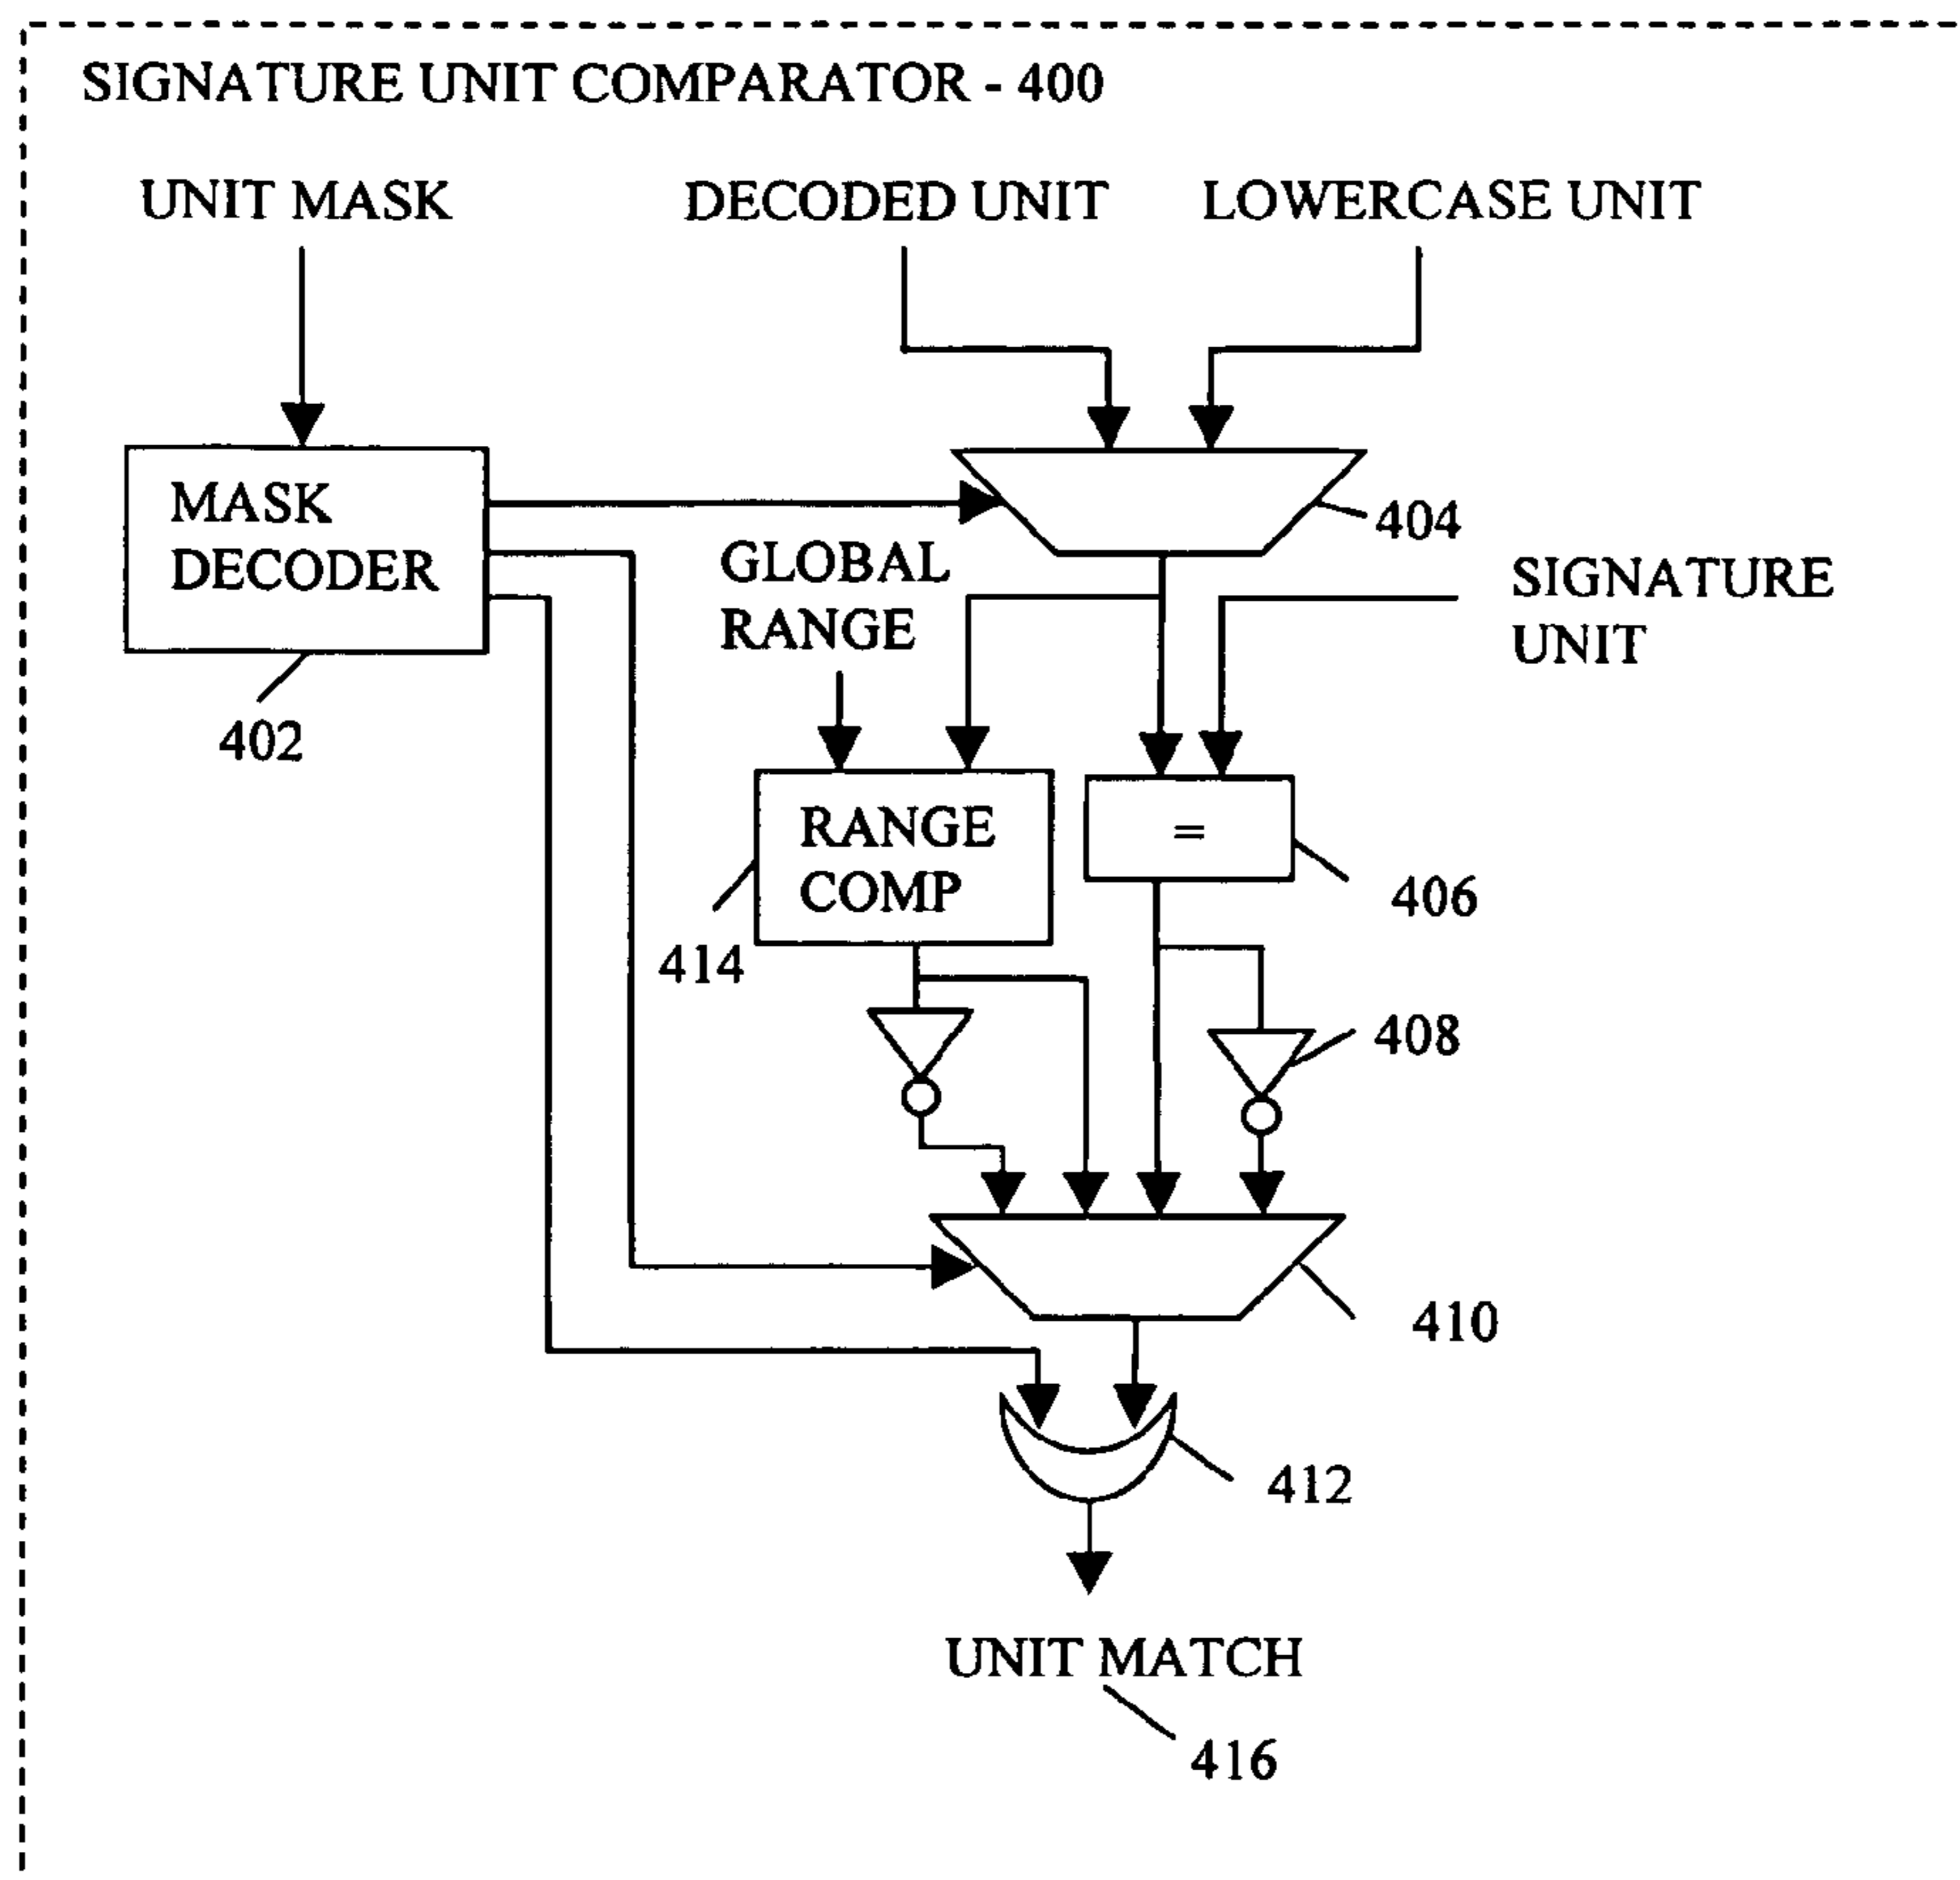 SIGNATURE UNIT COMPARATOR - 400
UNIT MASK
DECODED UNIT
LOWERCASE UNIT
MASK
DECODER
404
GLOBAL
RANGE
SIGNATURE
UNIT
402
RANGE
COMP
=
406
414
408
410
412
UNIT MATCH
416